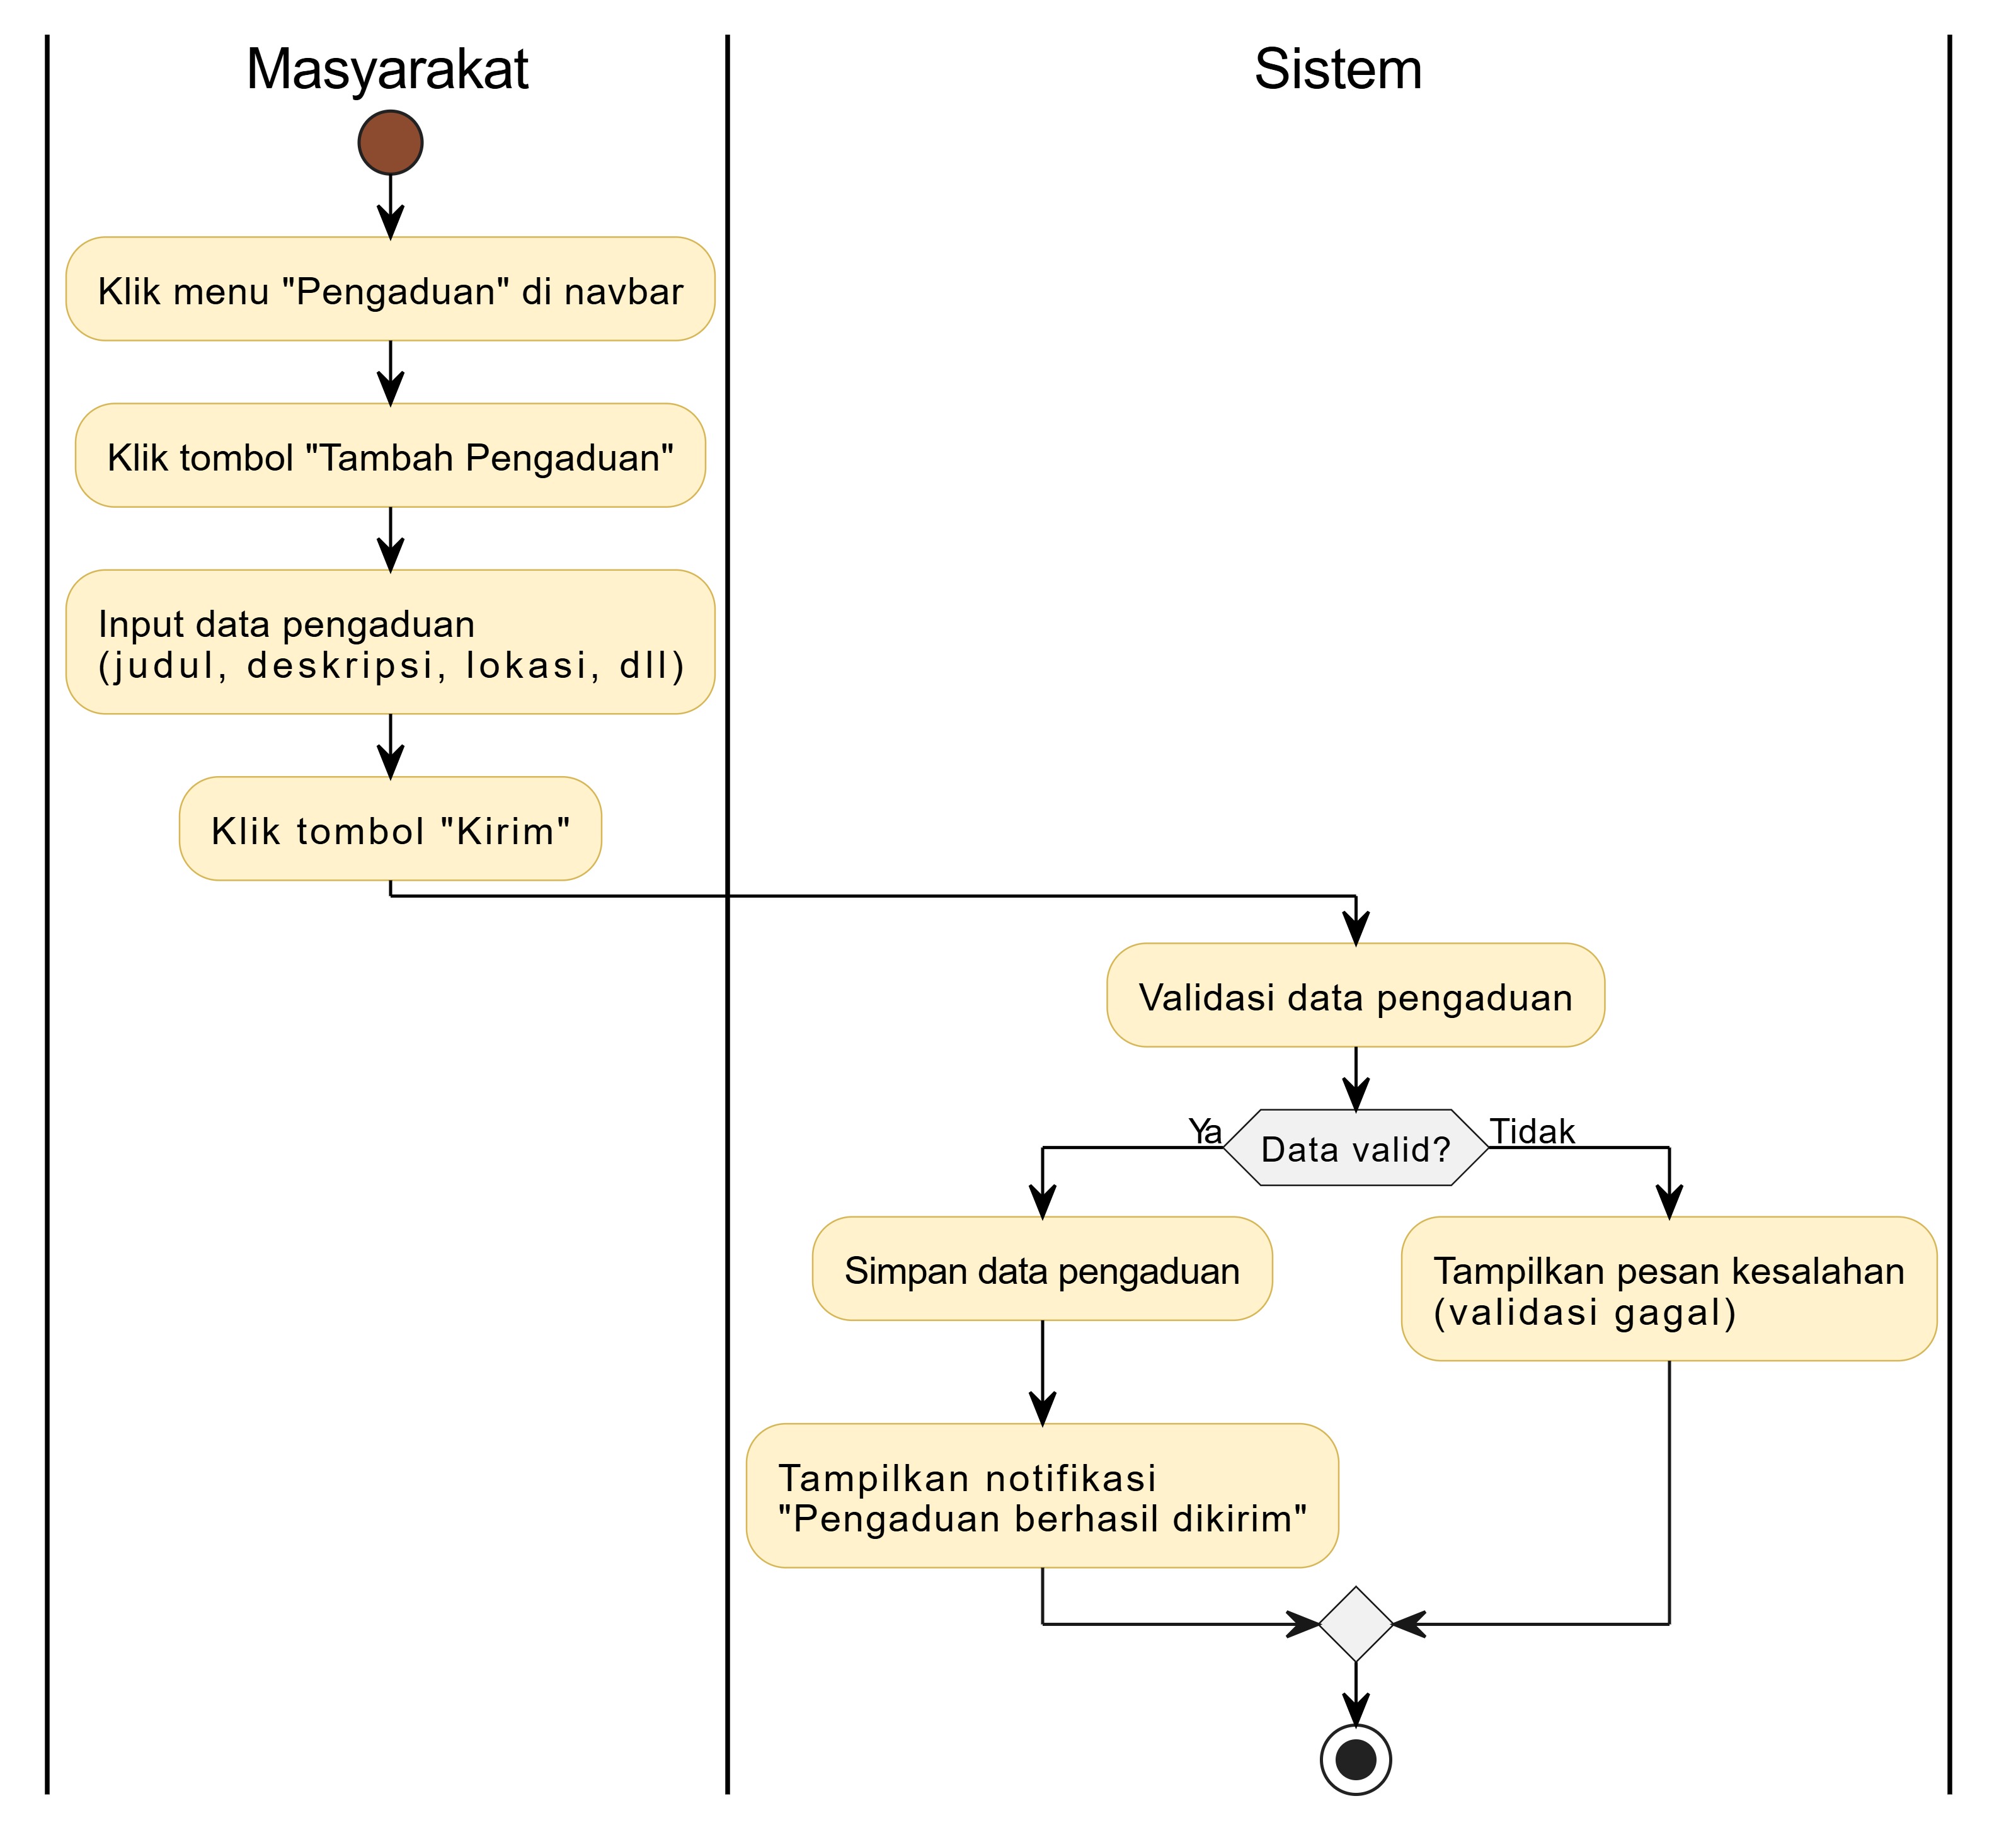 Masyarakat
Sistem
Klik menu "Pengaduan" di navbar
Klik tombol "Tambah Pengaduan"
Input data pengaduan
(judul, deskripsi, lokasi, dll)
Klik tombol "Kirim"
Validasi data pengaduan
Data valid?
Ya
Tidak
Simpan data pengaduan
Tampilkan pesan kesalahan
(validasi gagal)
Tampilkan notifikasi
"Pengaduan berhasil dikirim"